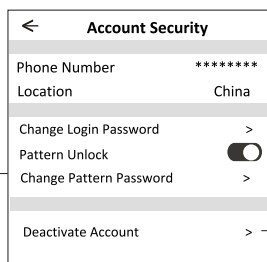 Account Security
Phone Number ********
Location China
Change Login Password >
Pattern Unlock
Change Pattern Password >
Deactivate Account >